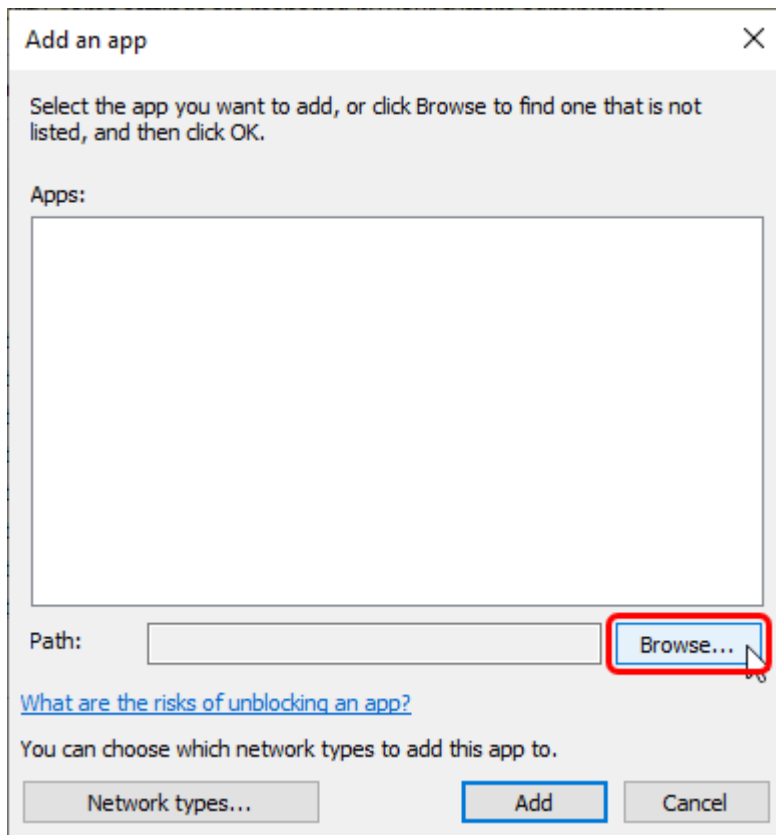 Add an app
Select the app you want to add, or click Browse to find one that is not
listed, and then click OK.
Apps:
Path:
Browse...
What are the risks of unblocking an app?
You can choose which network types to add this app to.
Network types...
Add
Cancel